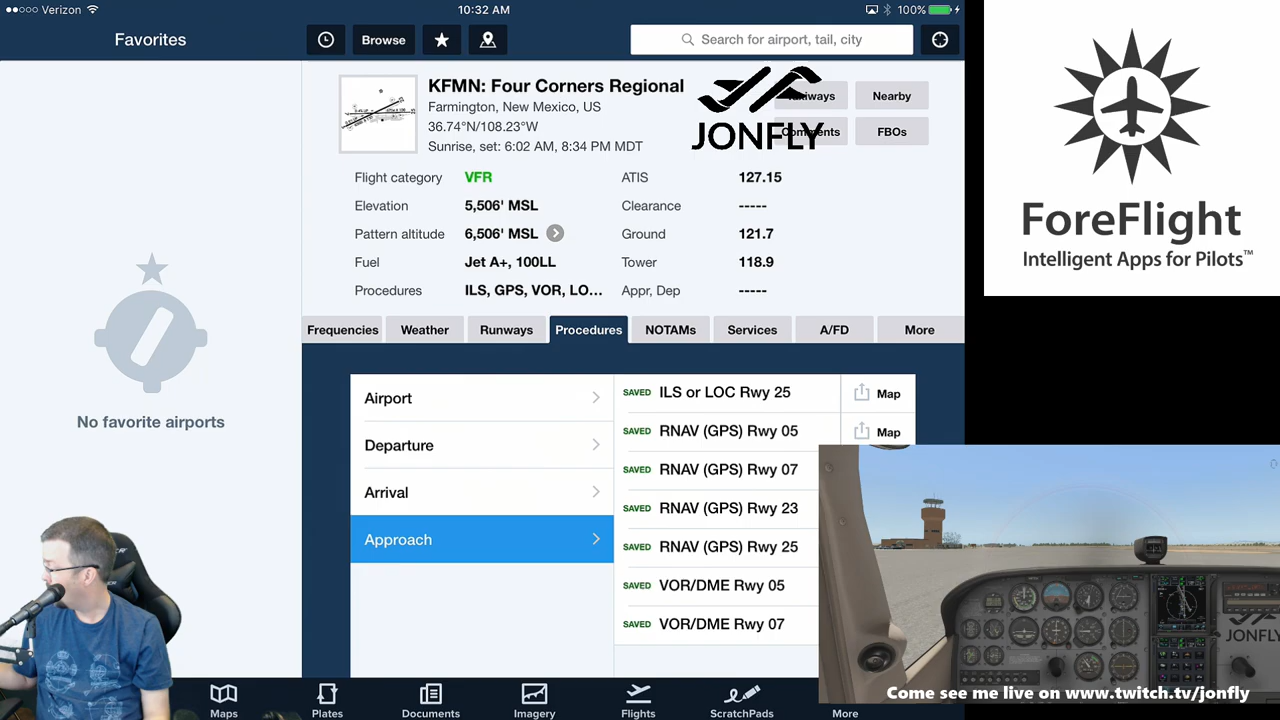 Verizon
10:32 AM
100%
Favorites
Browse
Search for airport, tail, city
KFMN: Four Corners Regional
Farmington, New Mexico, US
36.74°N/108.23°W
Sunrise, set: 6:02 AM, 8:34 PM MDT
Nearby
Comments
FBOs
JONFLY
Flight category VFR
ATIS 127.15
Elevation 5,506' MSL
Clearance -----
Pattern altitude 6,506' MSL
Ground 121.7
Fuel Jet A+, 100LL
Tower 118.9
Procedures ILS, GPS, VOR, LO...
Appr, Dep -----
Frequencies
Weather
Runways
Procedures
NOTAMs
Services
A/FD
More
Airport
Departure
Arrival
Approach
SAVED ILS or LOC Rwy 25 Map
SAVED RNAV (GPS) Rwy 05 Map
SAVED RNAV (GPS) Rwy 07
SAVED RNAV (GPS) Rwy 23
SAVED RNAV (GPS) Rwy 25
SAVED VOR/DME Rwy 05
SAVED VOR/DME Rwy 07
No favorite airports
Maps
Plates
Documents
Imagery
Flights
ScratchPads
More
ForeFlight
Intelligent Apps for Pilots™
JONFLY
Come see me live on www.twitch.tv/jonfly